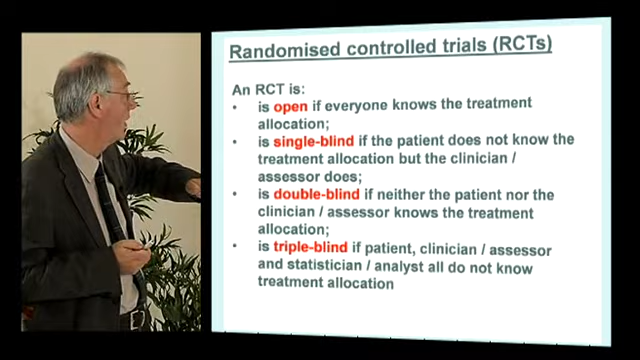 Randomised controlled trials (RCTs)
An RCT is:
• is open if everyone knows the treatment
allocation;
• is single-blind if the patient does not know the
treatment allocation but the clinician /
assessor does;
• is double-blind if neither the patient nor the
clinician / assessor knows the treatment
allocation;
• is triple-blind if patient, clinician / assessor
and statistician / analyst all do not know
treatment allocation